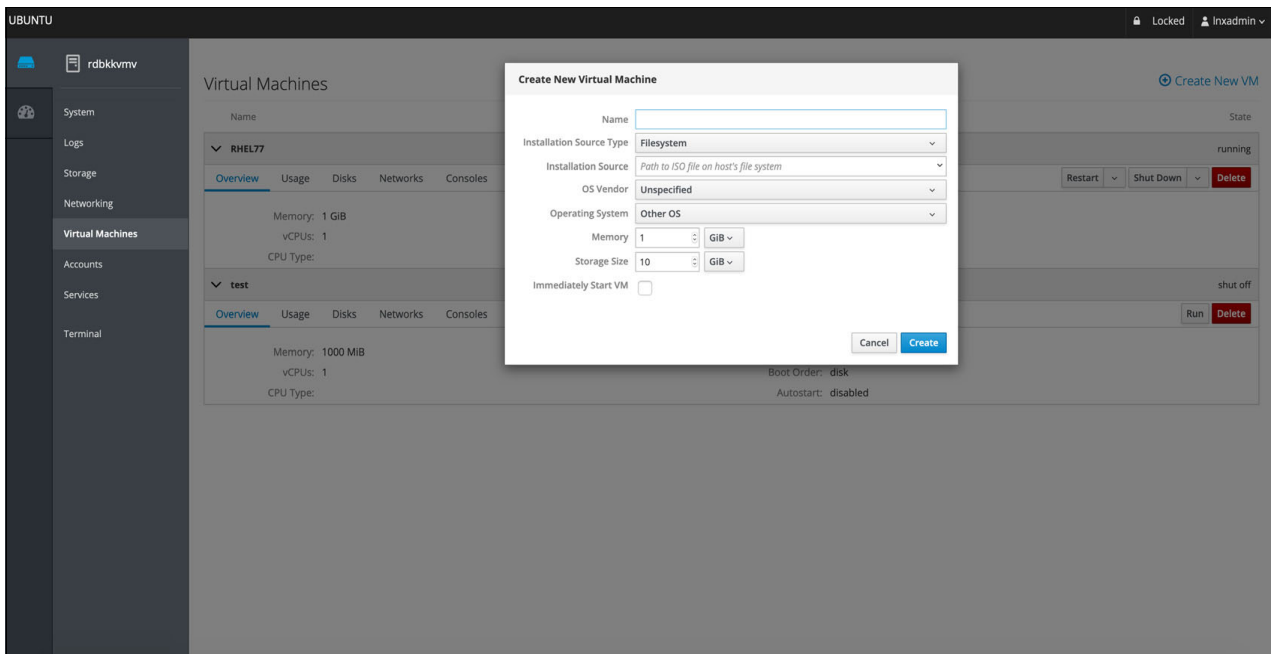 UBUNTU
Locked
lnxadmin
rdbkkvmv
System
Logs
Storage
Networking
Virtual Machines
Accounts
Services
Terminal
Virtual Machines
Create New VM
Name
State
RHEL77
running
Overview Usage Disks Networks Consoles
Restart Shut Down Delete
Memory: 1 GiB
vCPUs: 1
CPU Type:
test
shut off
Overview Usage Disks Networks Consoles
Run Delete
Memory: 1000 MiB
vCPUs: 1 Boot Order: disk
CPU Type: Autostart: disabled
Create New Virtual Machine
Name
Installation Source Type Filesystem
Installation Source Path to ISO file on host's file system
OS Vendor Unspecified
Operating System Other OS
Memory 1 GiB
Storage Size 10 GiB
Immediately Start VM
Cancel Create